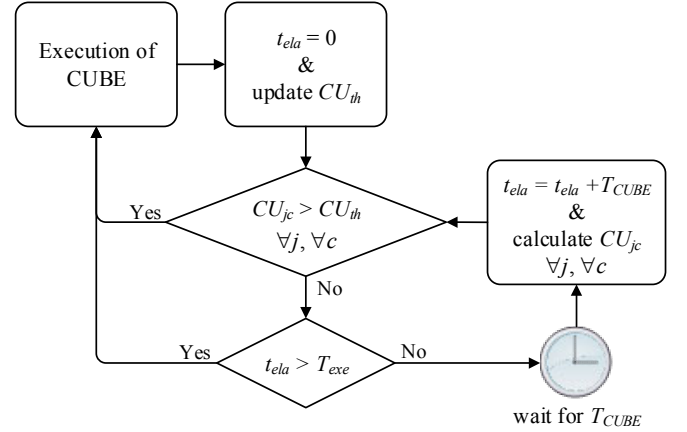 Execution of
CUBE
t_ela = 0
&
update CU_th
CU_jc > CU_th
∀j, ∀c
Yes
No
t_ela = t_ela + T_CUBE
&
calculate CU_jc
∀j, ∀c
t_ela > T_exe
Yes
No
wait for T_CUBE